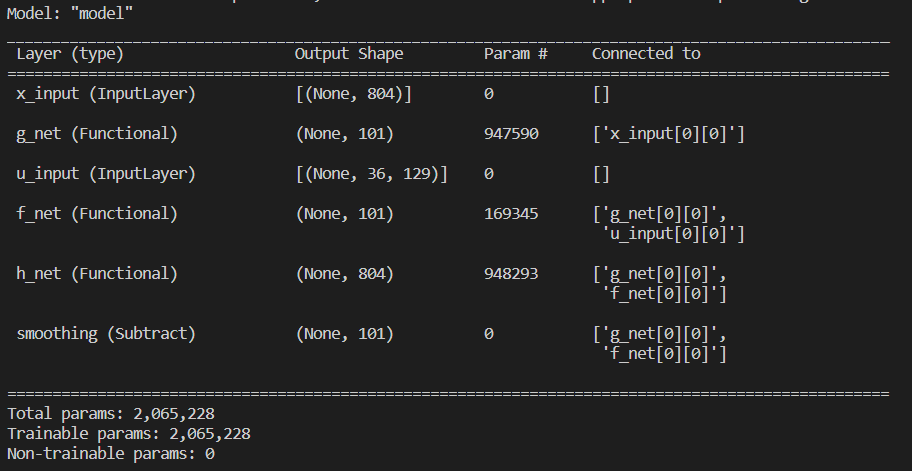 Model: "model"
Layer (type) Output Shape Param # Connected to
x_input (InputLayer) [(None, 804)] 0 []
g_net (Functional) (None, 101) 947590 ['x_input[0][0]']
u_input (InputLayer) [(None, 36, 129)] 0 []
f_net (Functional) (None, 101) 169345 ['g_net[0][0]',
'u_input[0][0]']
h_net (Functional) (None, 804) 948293 ['g_net[0][0]',
'f_net[0][0]']
smoothing (Subtract) (None, 101) 0 ['g_net[0][0]',
'f_net[0][0]']
Total params: 2,065,228
Trainable params: 2,065,228
Non-trainable params: 0